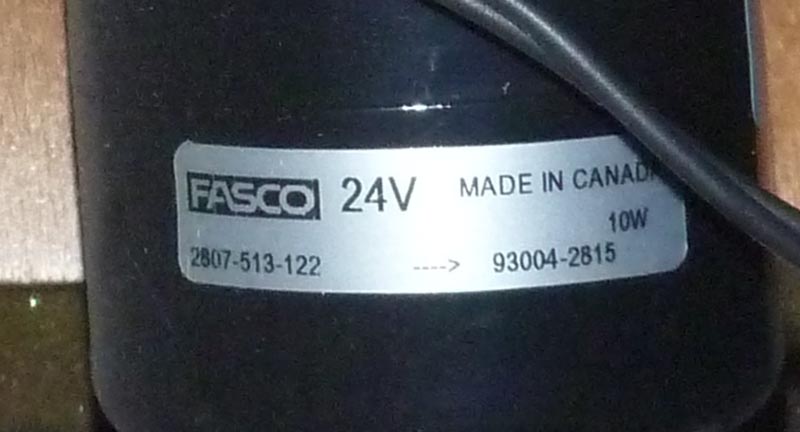 FASCO 24V MADE IN CANADA
10W
2807-513-122 ----> 93004-2815